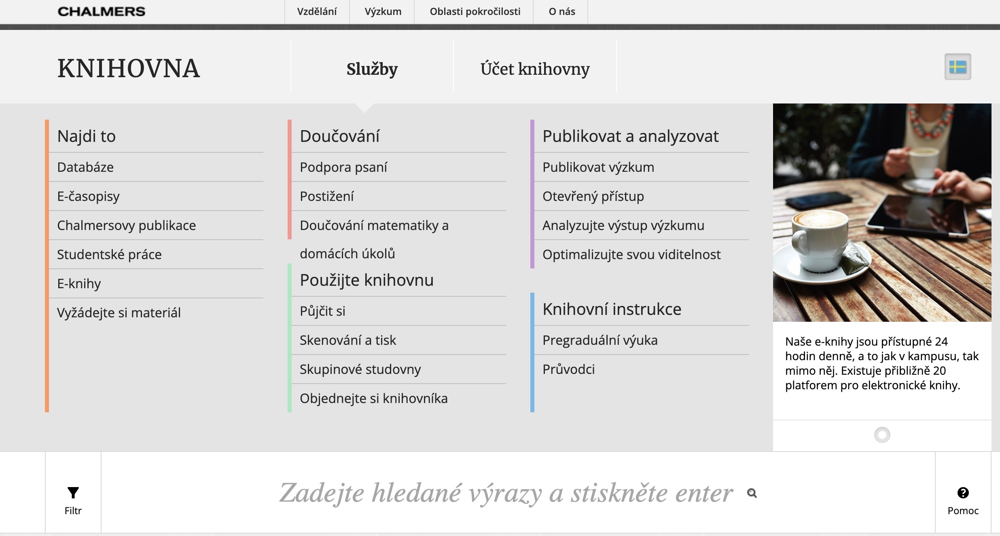 CHALMERS
Vzdělání
Výzkum
Oblasti pokročilosti
O nás
KNIHOVNA
Služby
Účet knihovny
Najdi to
Databáze
E-časopisy
Chalmersovy publikace
Studentské práce
E-knihy
Vyžádejte si materiál
Doučování
Podpora psaní
Postižení
Doučování matematiky a
domácích úkolů
Použijte knihovnu
Půjčit si
Skenování a tisk
Skupinové studovny
Objednejte si knihovníka
Publikovat a analyzovat
Publikovat výzkum
Otevřený přístup
Analyzujte výstup výzkumu
Optimalizujte svou viditelnost
Knihovní instrukce
Pregraduální výuka
Průvodci
Naše e-knihy jsou přístupné 24
hodin denně, a to jak v kampusu, tak
mimo něj. Existuje přibližně 20
platforem pro elektronické knihy.
Filtr
Zadejte hledané výrazy a stiskněte enter
Pomoc